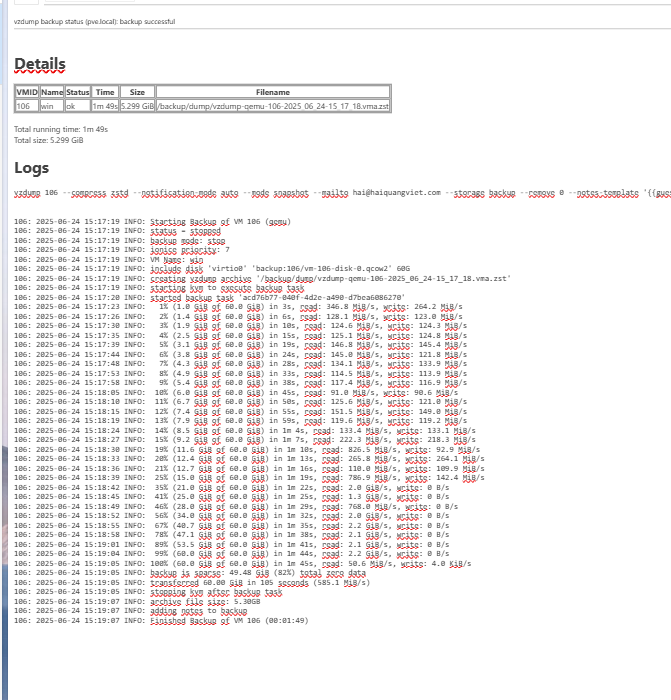 vzdump backup status (pve.local): backup successful
Details
VMID Name Status Time Size Filename
106 win ok 1m 49s 5.299 GiB /backup/dump/vzdump-qemu-106-2025_06_24-15_17_18.vma.zst
Total running time: 1m 49s
Total size: 5.299 GiB
Logs
vzdump 106 --compress zstd --notification-mode auto --mode snapshot --mailto hai@haiquangviet.com --storage backup --remove 0 --notes-template '{{gues
106: 2025-06-24 15:17:19 INFO: Starting Backup of VM 106 (qemu)
106: 2025-06-24 15:17:19 INFO: status = stopped
106: 2025-06-24 15:17:19 INFO: backup mode: stop
106: 2025-06-24 15:17:19 INFO: ionice priority: 7
106: 2025-06-24 15:17:19 INFO: VM Name: win
106: 2025-06-24 15:17:19 INFO: include disk 'virtio0' 'backup:106/vm-106-disk-0.qcow2' 60G
106: 2025-06-24 15:17:19 INFO: creating vzdump archive '/backup/dump/vzdump-qemu-106-2025_06_24-15_17_18.vma.zst'
106: 2025-06-24 15:17:19 INFO: starting kvm to execute backup task
106: 2025-06-24 15:17:20 INFO: started backup task 'acd76b77-040f-4d2e-a490-d7bea6086270'
106: 2025-06-24 15:17:23 INFO: 1% (1.0 GiB of 60.0 GiB) in 3s, read: 346.8 MiB/s, write: 264.2 MiB/s
106: 2025-06-24 15:17:26 INFO: 2% (1.4 GiB of 60.0 GiB) in 6s, read: 128.1 MiB/s, write: 123.0 MiB/s
106: 2025-06-24 15:17:30 INFO: 3% (1.9 GiB of 60.0 GiB) in 10s, read: 124.6 MiB/s, write: 124.3 MiB/s
106: 2025-06-24 15:17:35 INFO: 4% (2.5 GiB of 60.0 GiB) in 15s, read: 125.1 MiB/s, write: 124.8 MiB/s
106: 2025-06-24 15:17:39 INFO: 5% (3.1 GiB of 60.0 GiB) in 19s, read: 146.8 MiB/s, write: 145.4 MiB/s
106: 2025-06-24 15:17:44 INFO: 6% (3.8 GiB of 60.0 GiB) in 24s, read: 145.0 MiB/s, write: 121.8 MiB/s
106: 2025-06-24 15:17:48 INFO: 7% (4.3 GiB of 60.0 GiB) in 28s, read: 134.1 MiB/s, write: 133.9 MiB/s
106: 2025-06-24 15:17:53 INFO: 8% (4.9 GiB of 60.0 GiB) in 33s, read: 114.5 MiB/s, write: 113.9 MiB/s
106: 2025-06-24 15:17:58 INFO: 9% (5.4 GiB of 60.0 GiB) in 38s, read: 117.4 MiB/s, write: 116.9 MiB/s
106: 2025-06-24 15:18:05 INFO: 10% (6.0 GiB of 60.0 GiB) in 45s, read: 91.0 MiB/s, write: 90.6 MiB/s
106: 2025-06-24 15:18:10 INFO: 11% (6.7 GiB of 60.0 GiB) in 50s, read: 125.6 MiB/s, write: 121.0 MiB/s
106: 2025-06-24 15:18:15 INFO: 12% (7.4 GiB of 60.0 GiB) in 55s, read: 151.5 MiB/s, write: 149.0 MiB/s
106: 2025-06-24 15:18:19 INFO: 13% (7.9 GiB of 60.0 GiB) in 59s, read: 119.6 MiB/s, write: 119.2 MiB/s
106: 2025-06-24 15:18:24 INFO: 14% (8.5 GiB of 60.0 GiB) in 1m 4s, read: 133.4 MiB/s, write: 133.1 MiB/s
106: 2025-06-24 15:18:27 INFO: 15% (9.2 GiB of 60.0 GiB) in 1m 7s, read: 222.3 MiB/s, write: 218.3 MiB/s
106: 2025-06-24 15:18:30 INFO: 19% (11.6 GiB of 60.0 GiB) in 1m 10s, read: 826.5 MiB/s, write: 92.9 MiB/s
106: 2025-06-24 15:18:33 INFO: 20% (12.4 GiB of 60.0 GiB) in 1m 13s, read: 265.8 MiB/s, write: 264.1 MiB/s
106: 2025-06-24 15:18:36 INFO: 21% (12.7 GiB of 60.0 GiB) in 1m 16s, read: 110.0 MiB/s, write: 109.9 MiB/s
106: 2025-06-24 15:18:39 INFO: 25% (15.0 GiB of 60.0 GiB) in 1m 19s, read: 786.9 MiB/s, write: 142.4 MiB/s
106: 2025-06-24 15:18:42 INFO: 35% (21.0 GiB of 60.0 GiB) in 1m 22s, read: 2.0 GiB/s, write: 0 B/s
106: 2025-06-24 15:18:45 INFO: 41% (25.0 GiB of 60.0 GiB) in 1m 25s, read: 1.3 GiB/s, write: 0 B/s
106: 2025-06-24 15:18:49 INFO: 46% (28.0 GiB of 60.0 GiB) in 1m 29s, read: 768.0 MiB/s, write: 0 B/s
106: 2025-06-24 15:18:52 INFO: 56% (34.0 GiB of 60.0 GiB) in 1m 32s, read: 2.0 GiB/s, write: 0 B/s
106: 2025-06-24 15:18:55 INFO: 67% (40.7 GiB of 60.0 GiB) in 1m 35s, read: 2.2 GiB/s, write: 0 B/s
106: 2025-06-24 15:18:58 INFO: 78% (47.1 GiB of 60.0 GiB) in 1m 38s, read: 2.1 GiB/s, write: 0 B/s
106: 2025-06-24 15:19:01 INFO: 89% (53.5 GiB of 60.0 GiB) in 1m 41s, read: 2.1 GiB/s, write: 0 B/s
106: 2025-06-24 15:19:04 INFO: 99% (60.0 GiB of 60.0 GiB) in 1m 44s, read: 2.2 GiB/s, write: 0 B/s
106: 2025-06-24 15:19:05 INFO: 100% (60.0 GiB of 60.0 GiB) in 1m 45s, read: 50.6 MiB/s, write: 4.0 KiB/s
106: 2025-06-24 15:19:05 INFO: backup is sparse: 49.48 GiB (82%) total zero data
106: 2025-06-24 15:19:05 INFO: transferred 60.00 GiB in 105 seconds (585.1 MiB/s)
106: 2025-06-24 15:19:05 INFO: stopping kvm after backup task
106: 2025-06-24 15:19:07 INFO: archive file size: 5.30GB
106: 2025-06-24 15:19:07 INFO: adding notes to backup
106: 2025-06-24 15:19:07 INFO: Finished Backup of VM 106 (00:01:49)